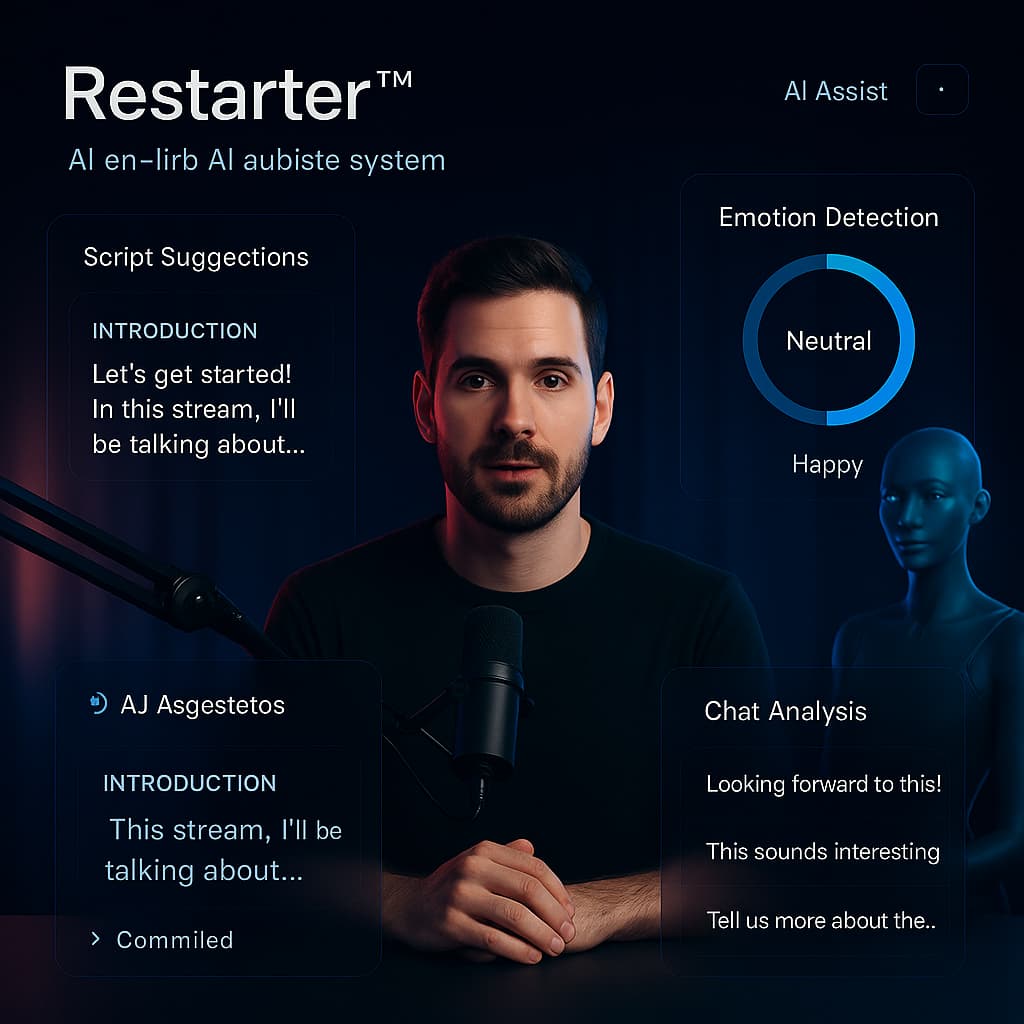 Restarter™
AI en-lirb AI aubiste system
AI Assist
Script Suggestions
INTRODUCTION
Let's get started!
In this stream, I'll
be talking about...
Emotion Detection
Neutral
Happy
AJ Asgestetos
INTRODUCTION
This stream, I'll be
talking about...
> Commiled
Chat Analysis
Looking forward to this!
This sounds interesting
Tell us more about the..